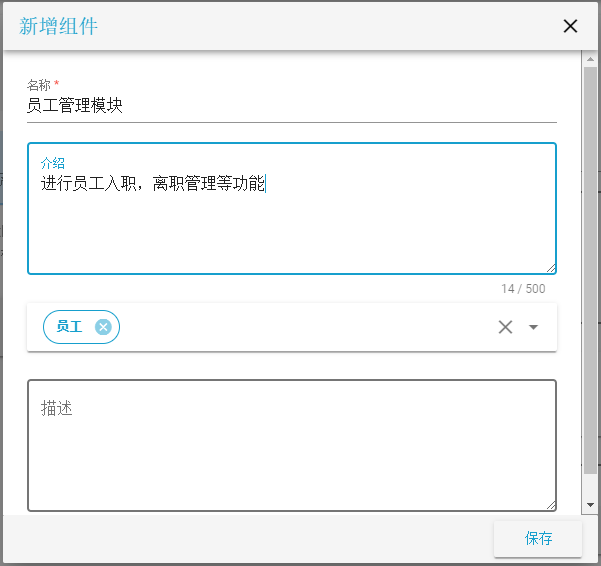 新增组件
名称 *
员工管理模块
介绍
进行员工入职，离职管理等功能
14 / 500
员工
描述
保存